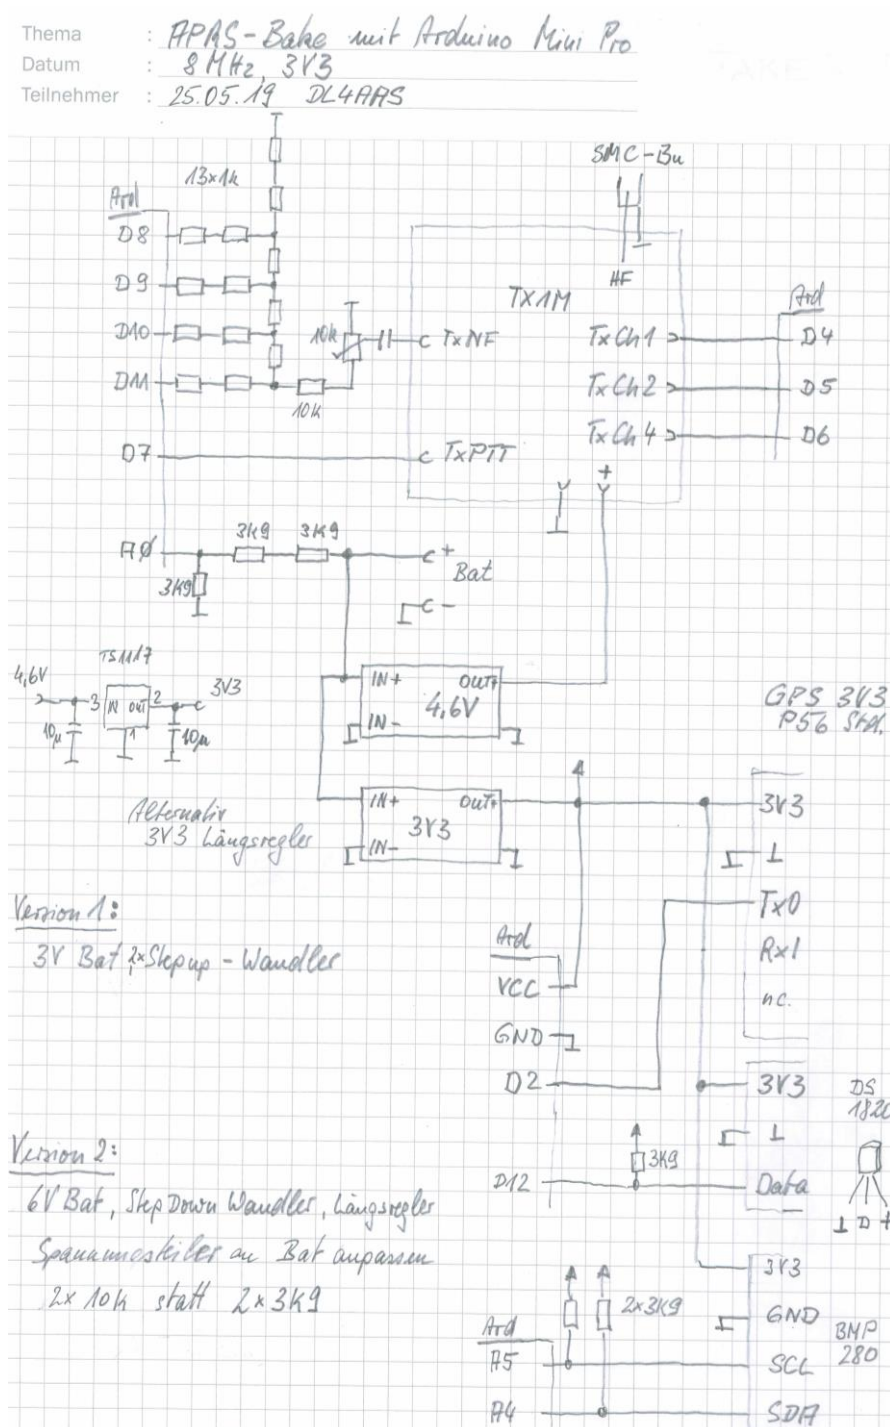 Thema : APRS-Bake mit Arduino Mini Pro
Datum : 8 MHz, 3V3
Teilnehmer : 25.05.19 DL4AAS
SMC-Bu
13x1k
Ard
D8
HF
D9
TX1M
Ard
D10
10k
TxNF
TxCh1
D4
D11
10k
TxCh2
D5
D7
TxPTT
TxCh4
D6
+
3k9
3k9
A0
+
Bat
3k9
-
TS1117
4,6V
3
IN
OUT
2
3V3
1
10µ
10µ
IN+
OUT+
4,6V
IN-
GPS 3V3
P56
Alternativ
3V3 Längsregler
IN+
OUT+
3V3
IN-
3V3
⊥
Version 1:
3V Bat, 2x Stepup-Wandler
Ard
VCC
GND
D2
TxO
RxI
nc.
3V3
⊥
DS
1820
Version 2:
6V Bat, StepDown Wandler, Längsregler
Spannungsteiler an Bat anpassen
2x 10k statt 2x 3k9
3k9
D12
Data
⊥ D +
3V3
2x3k9
GND
BMP
280
Ard
A5
SCL
A4
SDA